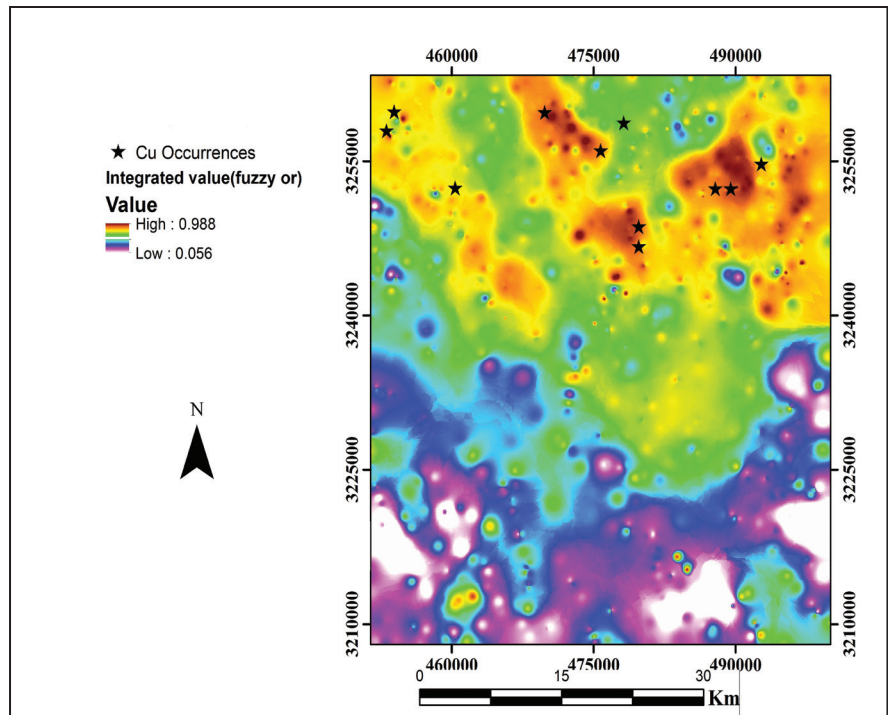 460000 475000 490000
★ Cu Occurrences
Integrated value(fuzzy or)
Value
High : 0.988
Low : 0.056
N
3255000 3255000
3240000 3240000
3225000 3225000
3210000 3210000
460000 475000 490000
0 15 30
Km